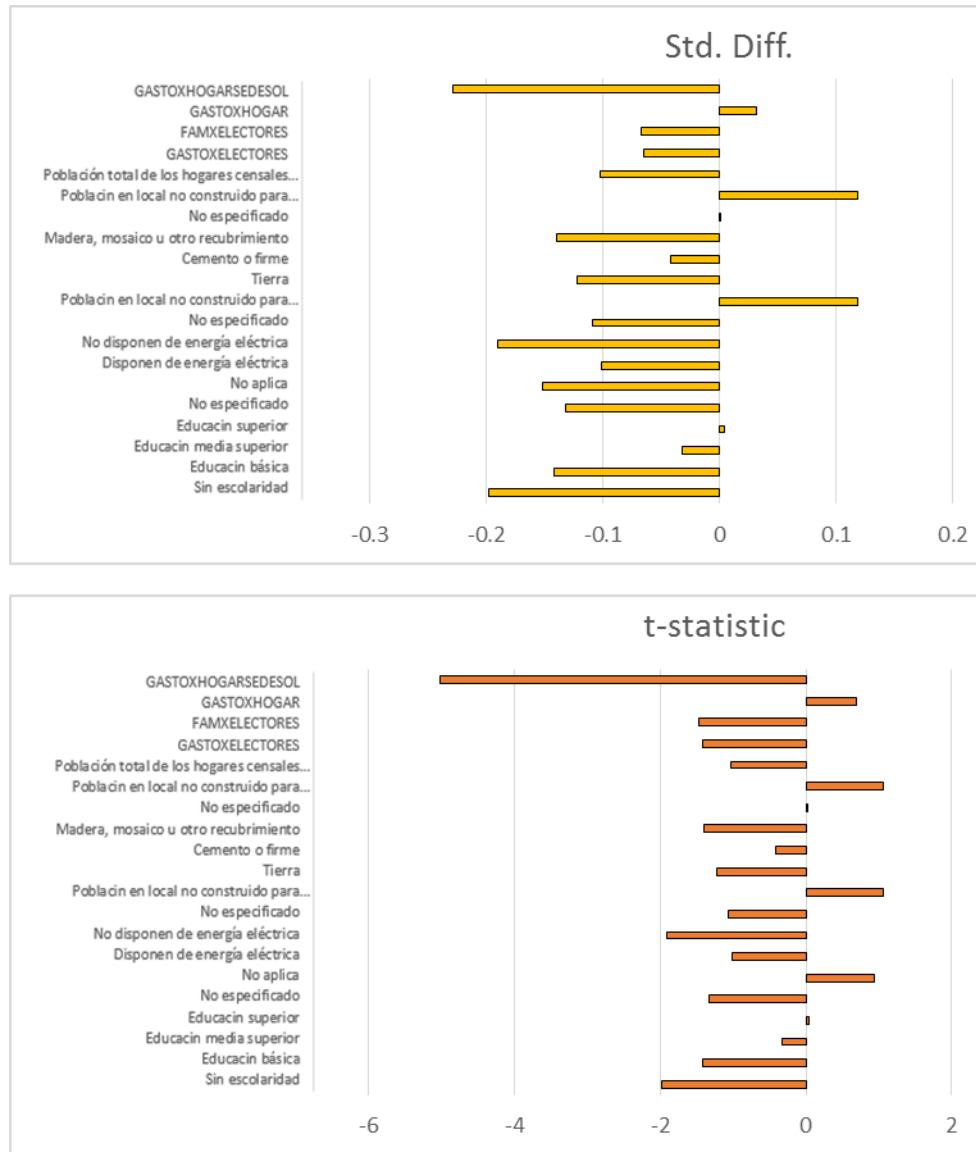 Std. Diff.
GASTOXHOGARSEDESOL
GASTOXHOGAR
FAMXELECTORES
GASTOXELECTORES
Población total de los hogares censales...
Poblacin en local no construido para...
No especificado
Madera, mosaico u otro recubrimiento
Cemento o firme
Tierra
Poblacin en local no construido para...
No especificado
No disponen de energía eléctrica
Disponen de energía eléctrica
No aplica
No especificado
Educacin superior
Educacin media superior
Educacin básica
Sin escolaridad
-0.3 -0.2 -0.1 0 0.1 0.2
t-statistic
GASTOXHOGARSEDESOL
GASTOXHOGAR
FAMXELECTORES
GASTOXELECTORES
Población total de los hogares censales...
Poblacin en local no construido para...
No especificado
Madera, mosaico u otro recubrimiento
Cemento o firme
Tierra
Poblacin en local no construido para...
No especificado
No disponen de energía eléctrica
Disponen de energía eléctrica
No aplica
No especificado
Educacin superior
Educacin media superior
Educacin básica
Sin escolaridad
-6 -4 -2 0 2